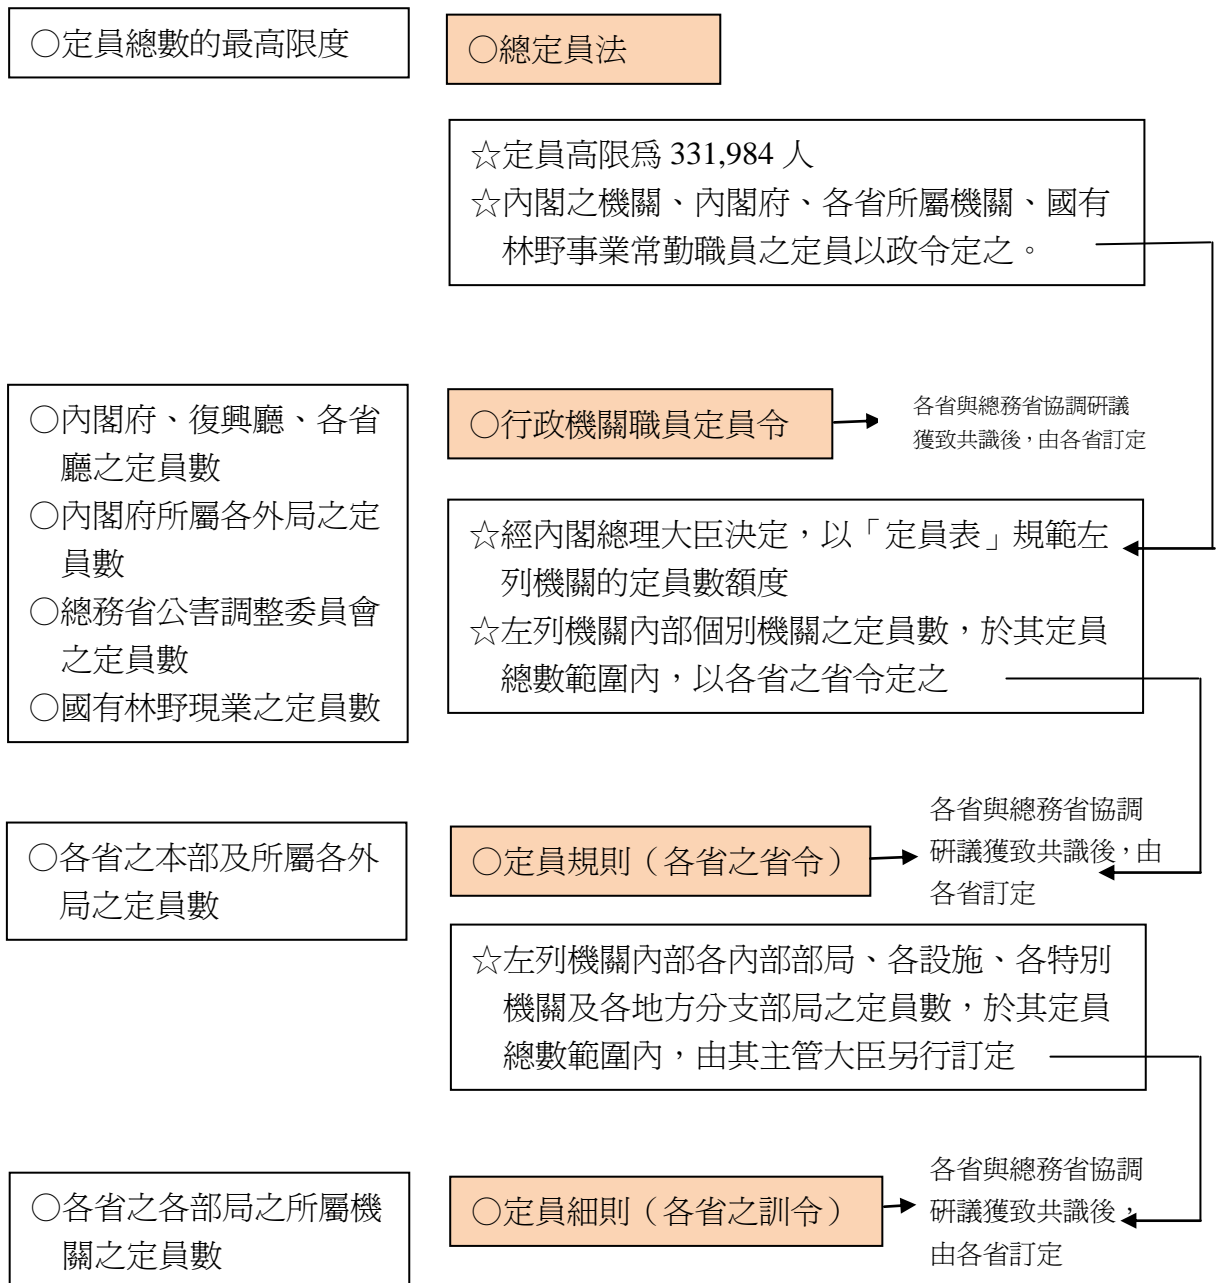 ○定員總數的最高限度
○總定員法
☆定員高限為 331,984 人
☆內閣之機關、內閣府、各省所屬機關、國有
林野事業常勤職員之定員以政令定之。
○內閣府、復興廳、各省
廳之定員數
○內閣府所屬各外局之定
員數
○總務省公害調整委員會
之定員數
○國有林野現業之定員數
○行政機關職員定員令
各省與總務省協調研議
獲致共識後，由各省訂定
☆經內閣總理大臣決定，以「定員表」規範左
列機關的定員數額度
☆左列機關內部個別機關之定員數，於其定員
總數範圍內，以各省之省令定之
○各省之本部及所屬各外
局之定員數
○定員規則（各省之省令）
各省與總務省協調
研議獲致共識後，由
各省訂定
☆左列機關內部各內部部局、各設施、各特別
機關及各地方分支部局之定員數，於其定員
總數範圍內，由其主管大臣另行訂定
○各省之各部局之所屬機
關之定員數
○定員細則（各省之訓令）
各省與總務省協調
研議獲致共識後，
由各省訂定